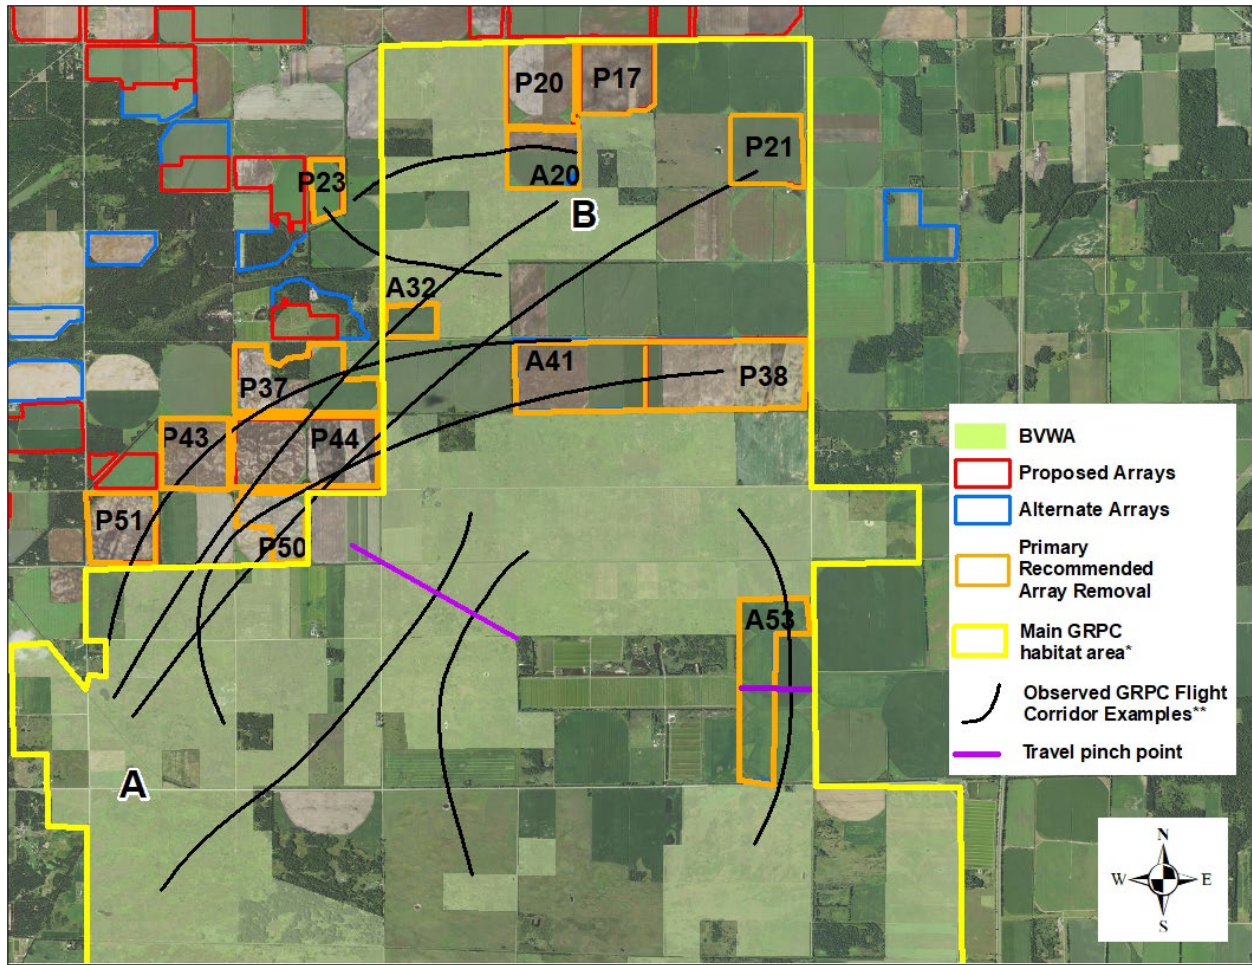 P20
P17
P21
P23
A20
B
A32
A41
P38
P37
P43
P44
P51
P50
A53
A
BVWA
Proposed Arrays
Alternate Arrays
Primary
Recommended
Array Removal
Main GRPC
habitat area*
Observed GRPC Flight
Corridor Examples**
Travel pinch point
N
W E
S